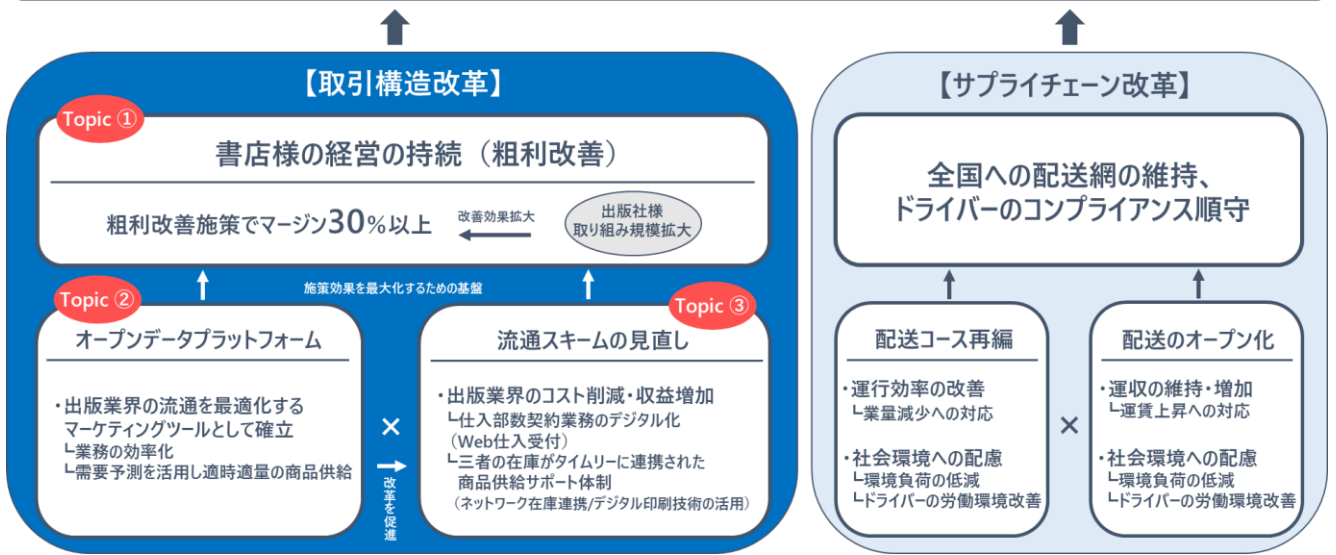 【取引構造改革】
Topic ①
書店様の経営の持続（粗利改善）
粗利改善施策でマージン30％以上
改善効果拡大
出版社様
取り組み規模拡大
施策効果を最大化するための基盤
Topic ②
オープンデータプラットフォーム
・出版業界の流通を最適化する
マーケティングツールとして確立
└業務の効率化
└需要予測を活用し適時適量の商品供給
×
改革を促進
Topic ③
流通スキームの見直し
・出版業界のコスト削減・収益増加
└仕入部数契約業務のデジタル化
（Web仕入受付）
└三者の在庫がタイムリーに連携された
商品供給サポート体制
（ネットワーク在庫連携/デジタル印刷技術の活用）
【サプライチェーン改革】
全国への配送網の維持、
ドライバーのコンプライアンス順守
配送コース再編
・運行効率の改善
└業量減少への対応
・社会環境への配慮
└環境負荷の低減
└ドライバーの労働環境改善
×
配送のオープン化
・運収の維持・増加
└運賃上昇への対応
・社会環境への配慮
└環境負荷の低減
└ドライバーの労働環境改善